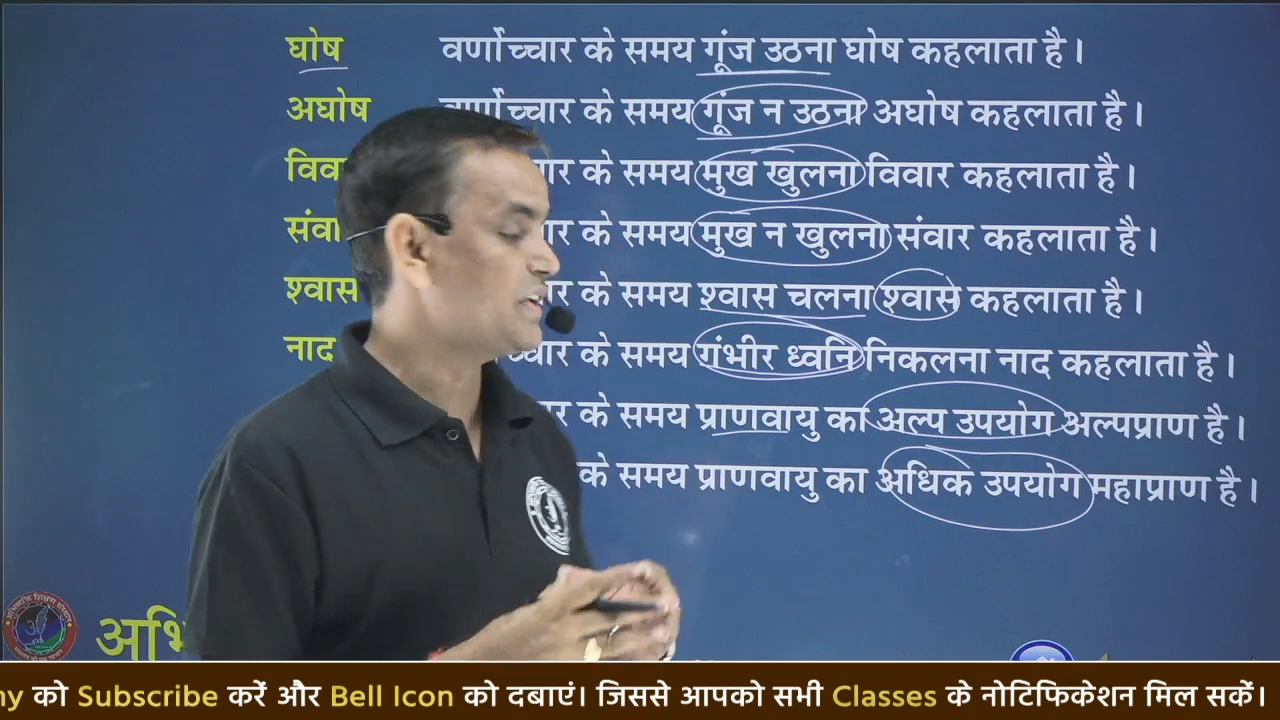 घोष वर्णोच्चार के समय गूंज उठना घोष कहलाता है।
अघोष वर्णोच्चार के समय गूंज न उठना अघोष कहलाता है।
के समय मुख खुलना विवार कहलाता है।
के समय मुख न खुलना संवार कहलाता है।
श्वास के समय श्वास चलना श्वास कहलाता है।
नाद के समय गंभीर ध्वनि निकलना नाद कहलाता है।
के समय प्राणवायु का अल्प उपयोग अल्पप्राण है।
के समय प्राणवायु का अधिक उपयोग महाप्राण है।
को Subscribe करें और Bell Icon को दबाएं। जिससे आपको सभी Classes के नोटिफिकेशन मिल सकें।